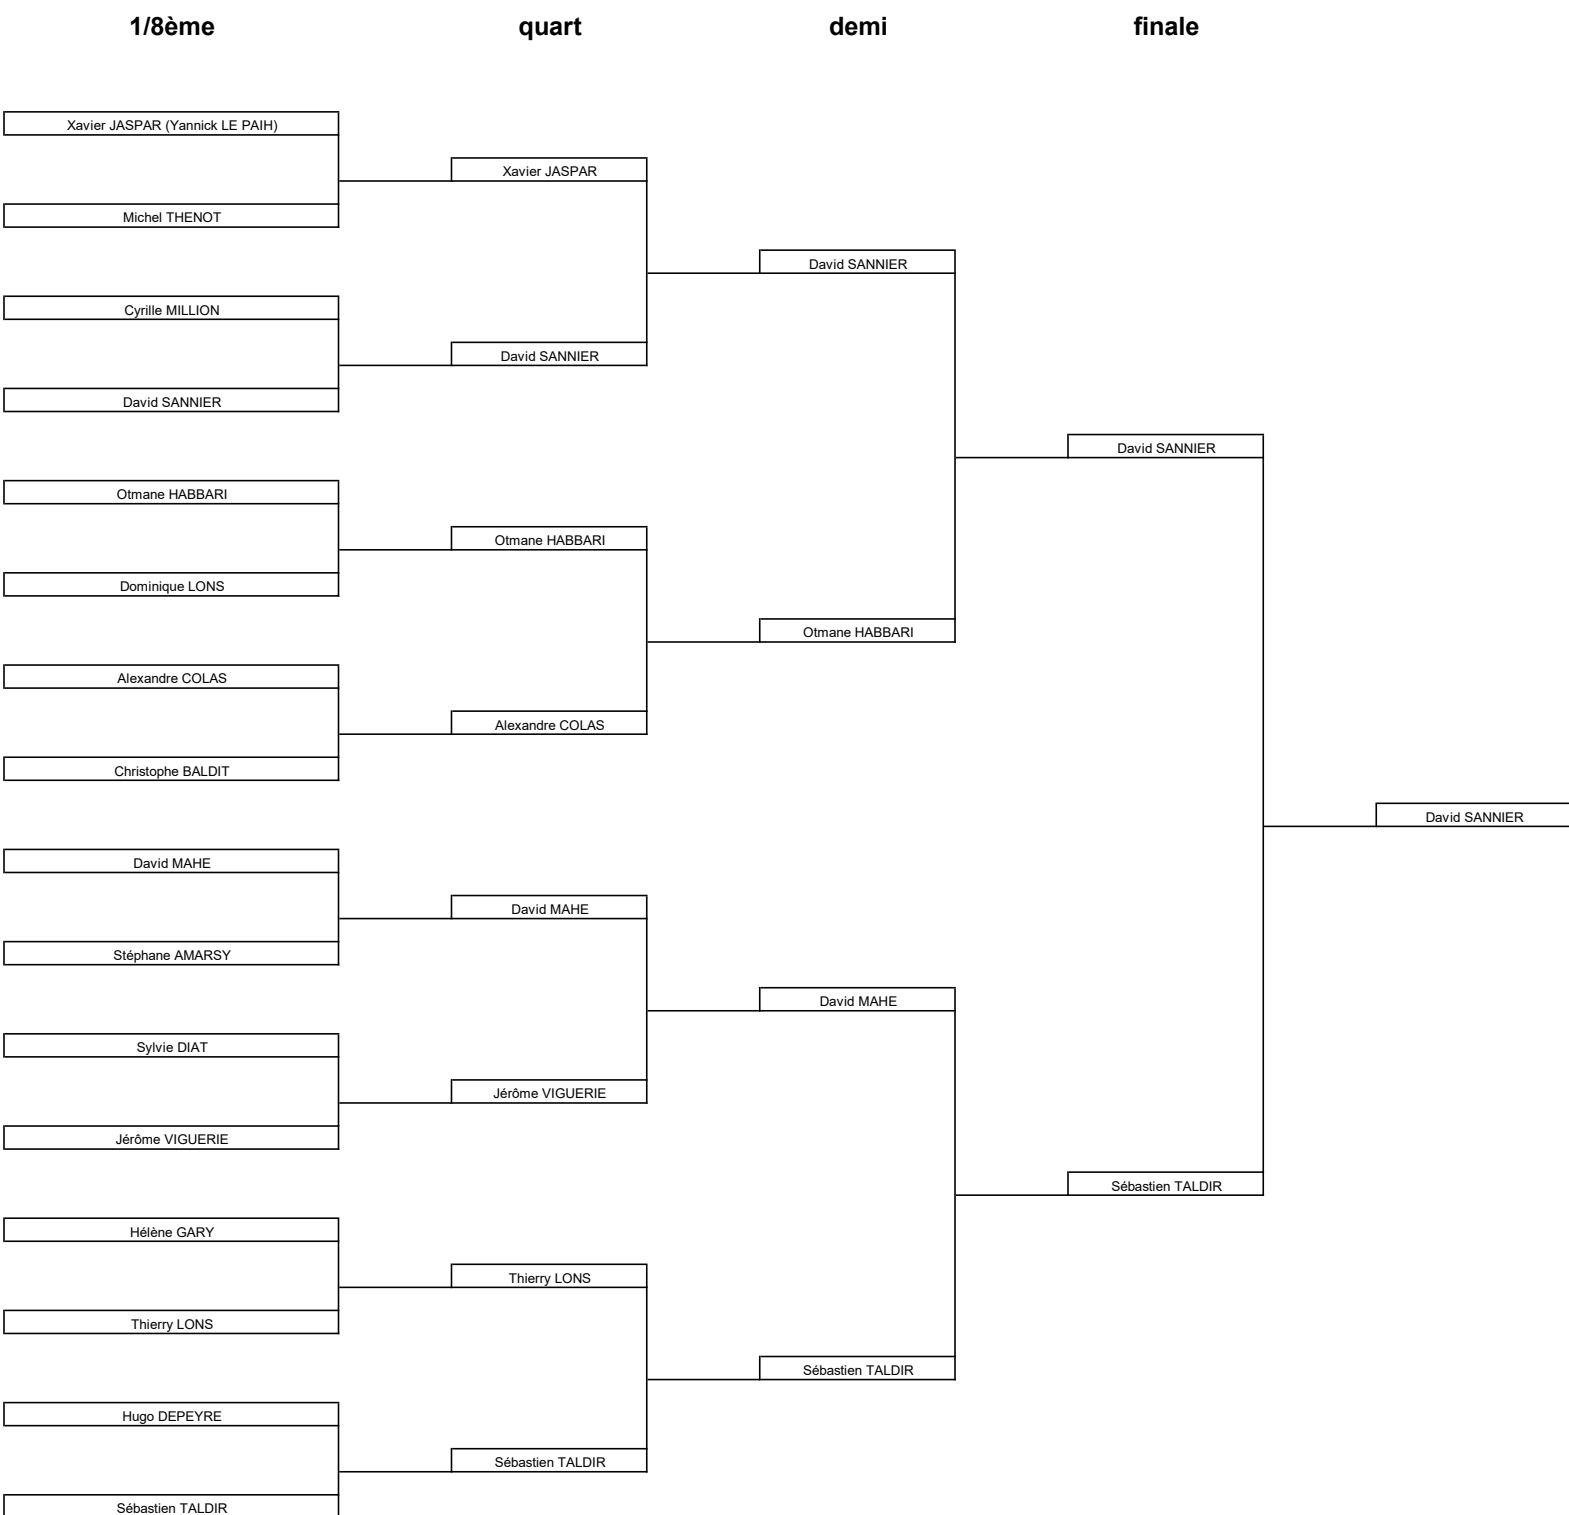 1/8ème quart demi finale
Xavier JASPAR (Yannick LE PAIH)
Xavier JASPAR
Michel THENOT
David SANNIER
Cyrille MILLION
David SANNIER
David SANNIER
David SANNIER
Otmane HABBARI
Otmane HABBARI
Dominique LONS
Otmane HABBARI
Alexandre COLAS
Alexandre COLAS
Christophe BALDIT
David SANNIER
David MAHE
David MAHE
Stéphane AMARSY
David MAHE
Sylvie DIAT
Jérôme VIGUERIE
Jérôme VIGUERIE
Sébastien TALDIR
Hélène GARY
Thierry LONS
Thierry LONS
Sébastien TALDIR
Hugo DEPEYRE
Sébastien TALDIR
Sébastien TALDIR